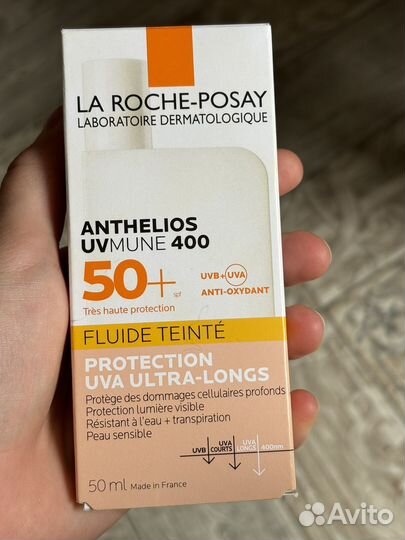 LA ROCHE-POSAY
LABORATOIRE DERMATOLOGIQUE
ANTHELIOS
UVMUNE 400
50+ spf
UVB+UVA
ANTI-OXYDANT
Très haute protection
FLUIDE TEINTÉ
PROTECTION
UVA ULTRA-LONGS
Protège des dommages cellulaires profonds
Protection lumière visible
Résistant à l'eau + transpiration
Peau sensible
UVB
UVA COURTS
UVA LONGS
400nm
50 ml Made in France
Avito